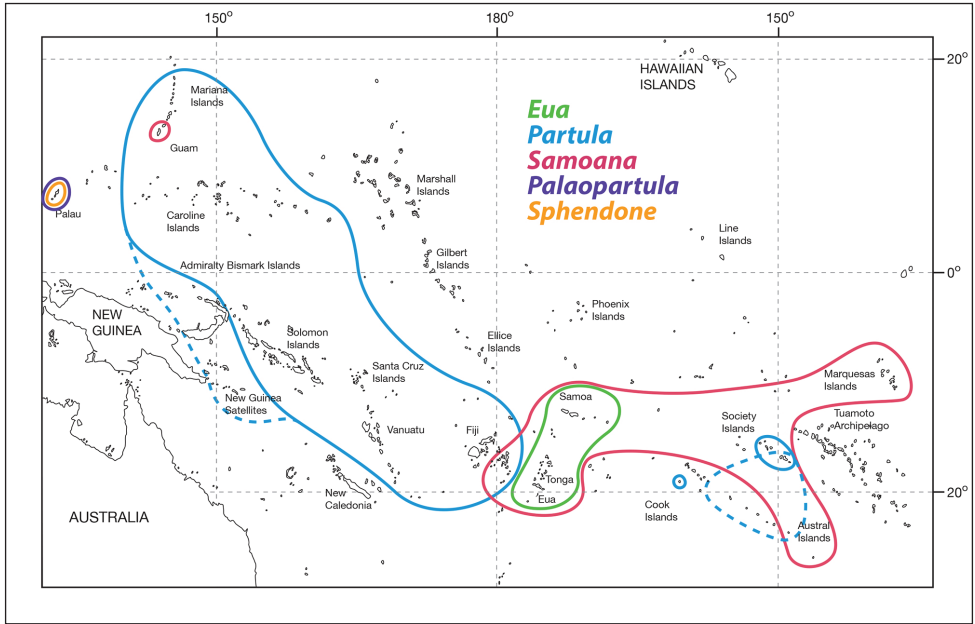 150° 180° 150°
20°
HAWAIIAN
ISLANDS
Mariana
Islands
Eua
Partula
Samoana
Palaopartula
Sphendone
Guam
Marshall
Islands
Palau
Caroline
Islands
Line
Islands
Gilbert
Islands
Admiralty Bismark Islands
0°
0°
Phoenix
Islands
NEW
GUINEA
Solomon
Islands
Ellice
Islands
Santa Cruz
Islands
Marquesas
Islands
New Guinea
Satellites
Samoa
Society
Islands
Tuamoto
Archipelago
Vanuatu
Fiji
Tonga
Eua
20°
New
Caledonia
Cook
Islands
AUSTRALIA
Austral
Islands